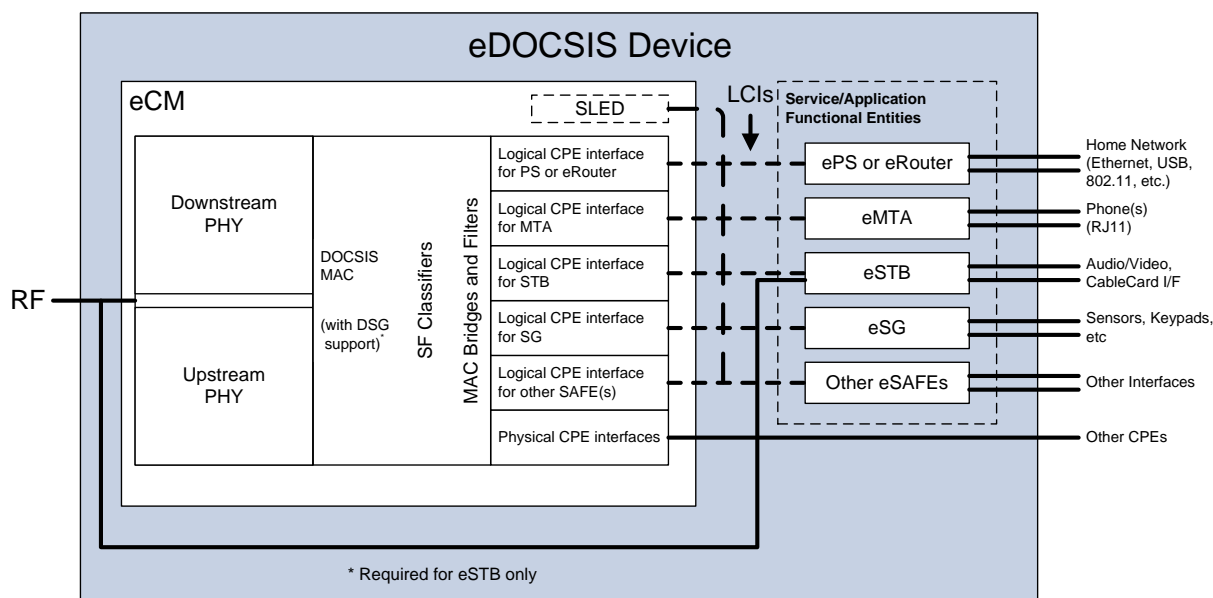 eDOCSIS Device
eCM
SLED
LCIs
Service/Application
Functional Entities
RF
Downstream
PHY
Upstream
PHY
DOCSIS
MAC
(with DSG
support)*
SF Classifiers
MAC Bridges and Filters
Logical CPE interface
for PS or eRouter
Logical CPE interface
for MTA
Logical CPE interface
for STB
Logical CPE interface
for SG
Logical CPE interface
for other SAFE(s)
Physical CPE interfaces
ePS or eRouter
eMTA
eSTB
eSG
Other eSAFEs
Home Network
(Ethernet, USB,
802.11, etc.)
Phone(s)
(RJ11)
Audio/Video,
CableCard I/F
Sensors, Keypads,
etc
Other Interfaces
Other CPEs
* Required for eSTB only